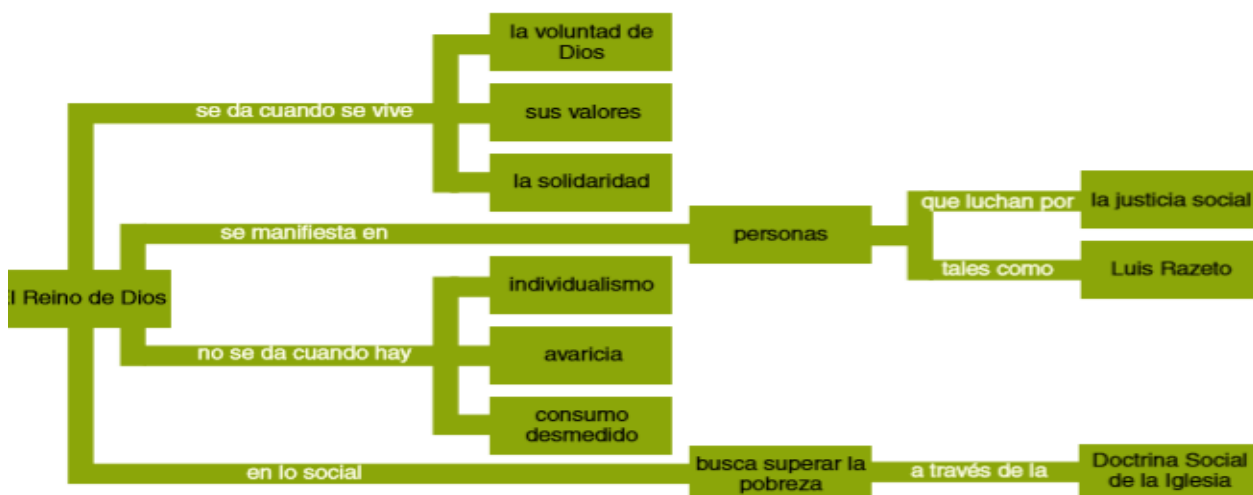 la voluntad de
Dios
se da cuando se vive
sus valores
la solidaridad
que luchan por
la justicia social
se manifiesta en
personas
tales como
Luis Razeto
l Reino de Dios
individualismo
no se da cuando hay
avaricia
consumo
desmedido
en lo social
busca superar la
pobreza
a través de la
Doctrina Social
de la Iglesia